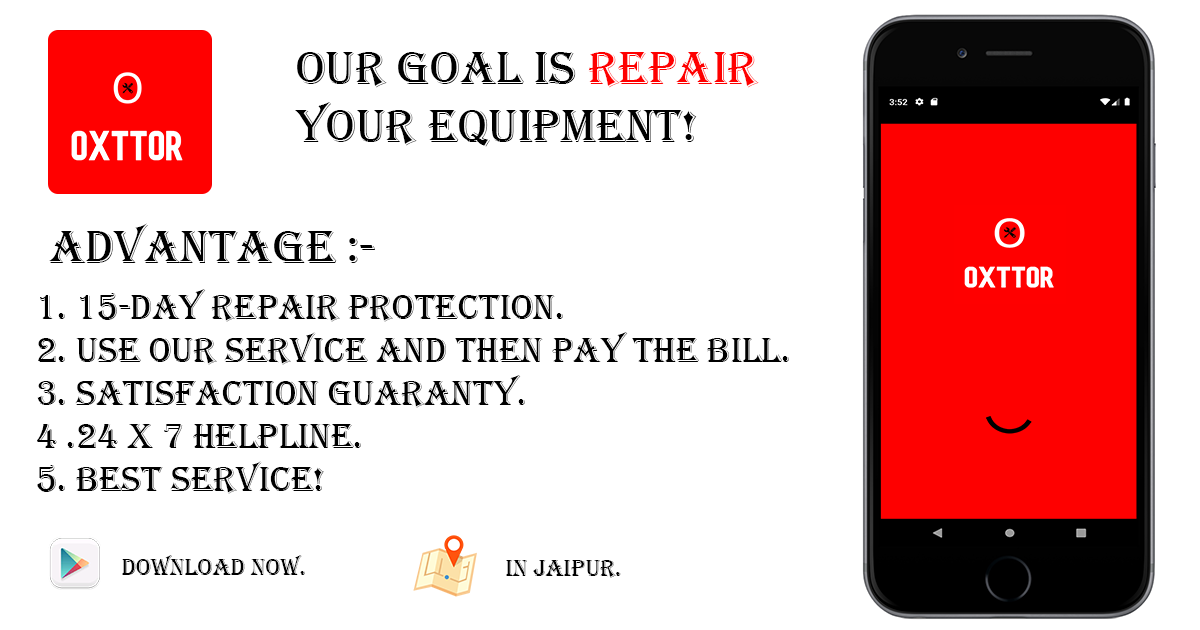 O
OXTTOR
OUR GOAL IS REPAIR
YOUR EQUIPMENT!
ADVANTAGE :-
1. 15-DAY REPAIR PROTECTION.
2. USE OUR SERVICE AND THEN PAY THE BILL.
3. SATISFACTION GUARANTY.
4 .24 X 7 HELPLINE.
5. BEST SERVICE!
DOWNLOAD NOW.
IN JAIPUR.
3:52
O
OXTTOR